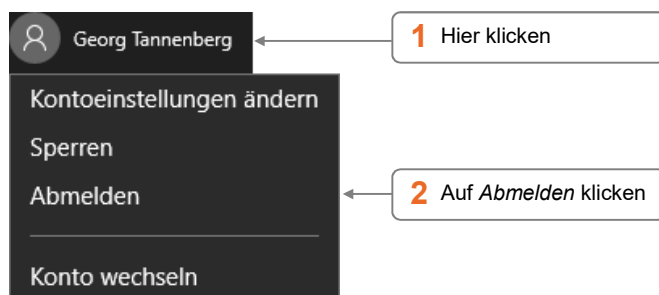 Georg Tannenberg
1 Hier klicken
Kontoeinstellungen ändern
Sperren
Abmelden
2 Auf Abmelden klicken
Konto wechseln